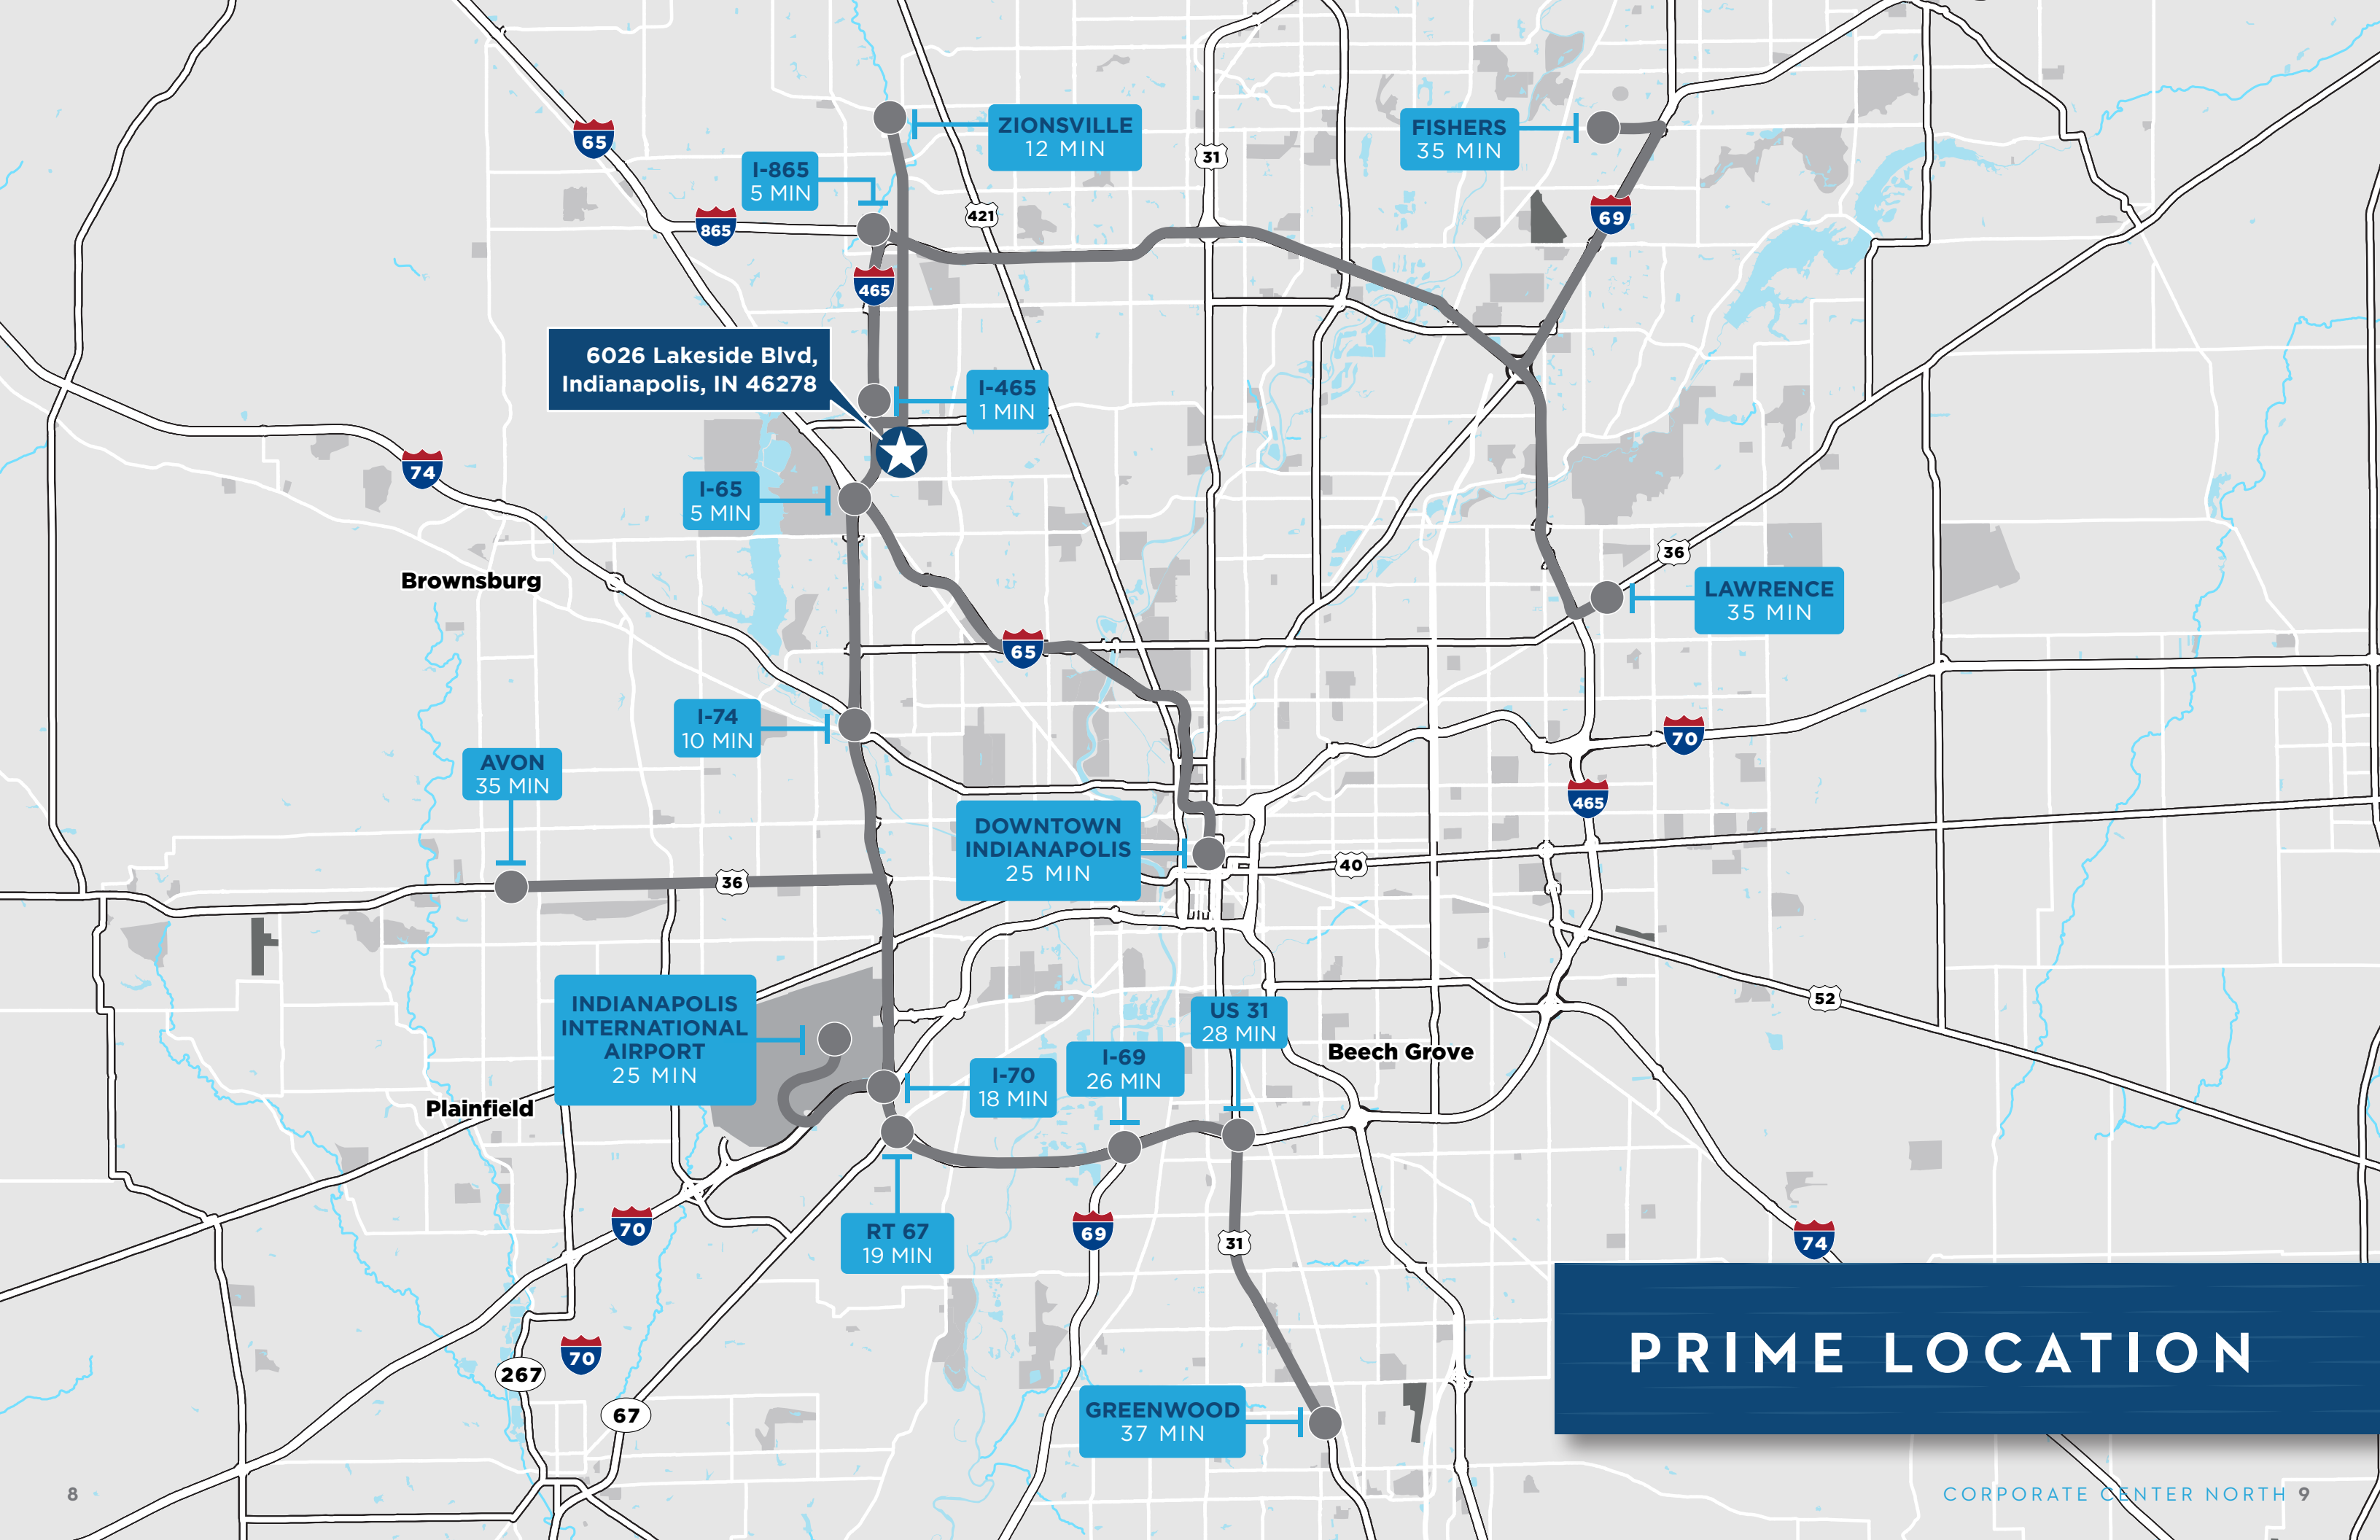 ZIONSVILLE
12 MIN
FISHERS
35 MIN
65
31
I-865
5 MIN
421
69
865
465
6026 Lakeside Blvd,
Indianapolis, IN 46278
I-465
1 MIN
74
I-65
5 MIN
36
Brownsburg
LAWRENCE
35 MIN
65
I-74
10 MIN
70
AVON
35 MIN
465
DOWNTOWN
INDIANAPOLIS
25 MIN
40
36
INDIANAPOLIS
INTERNATIONAL
AIRPORT
25 MIN
52
US 31
28 MIN
Beech Grove
I-69
26 MIN
I-70
18 MIN
Plainfield
70
RT 67
19 MIN
69
31
74
70
267
67
GREENWOOD
37 MIN
PRIME LOCATION
8
CORPORATE CENTER NORTH 9